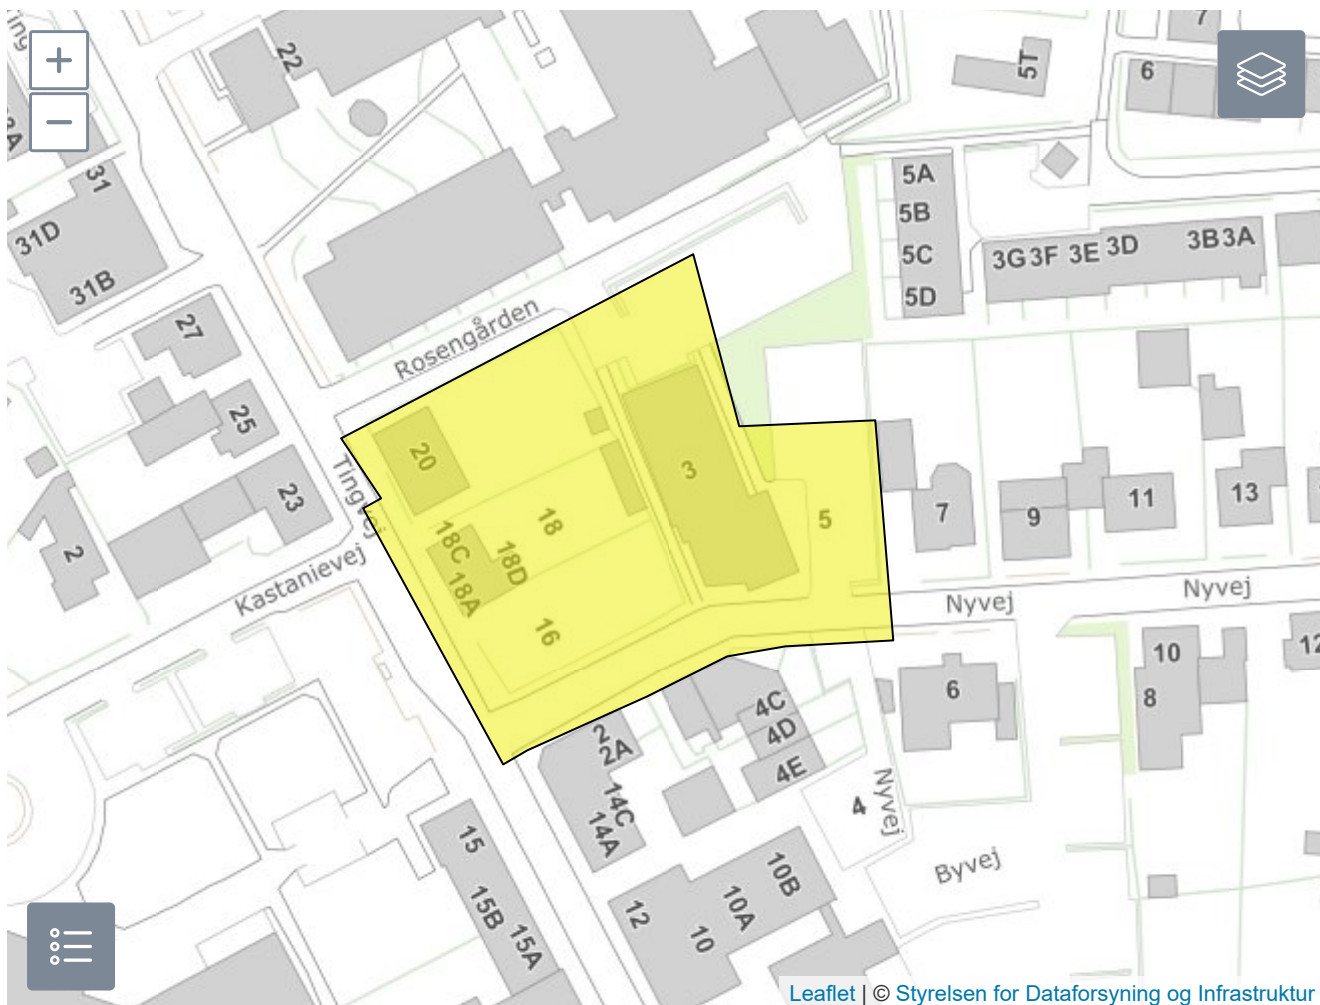 Ting
22
7
5T
6
+
−
31
31D
31B
5A
5B
5C
5D
3G 3F 3E 3D 3B 3A
27
Rosengården
25
20
3
Tingvej
23
18
18C
18D
18A
5
7
9
11
13
2
Kastanievej
16
Nyvej
Nyvej
10
12
6
8
4C
4D
4E
2
2A
14C
14A
4
Nyvej
15
15B
15A
Byvej
10B
10A
12
10
Leaflet | © Styrelsen for Dataforsyning og Infrastruktur